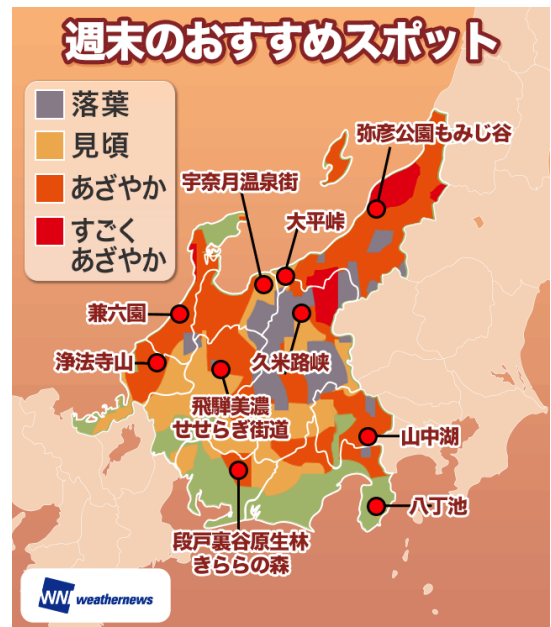 週末のおすすめスポット
落葉
見頃
あざやか
すごく
あざやか
弥彦公園もみじ谷
宇奈月温泉街
大平峠
兼六園
浄法寺山
久米路峡
飛騨美濃
せせらぎ街道
山中湖
八丁池
段戸裏谷原生林
きららの森
WNI weathernews